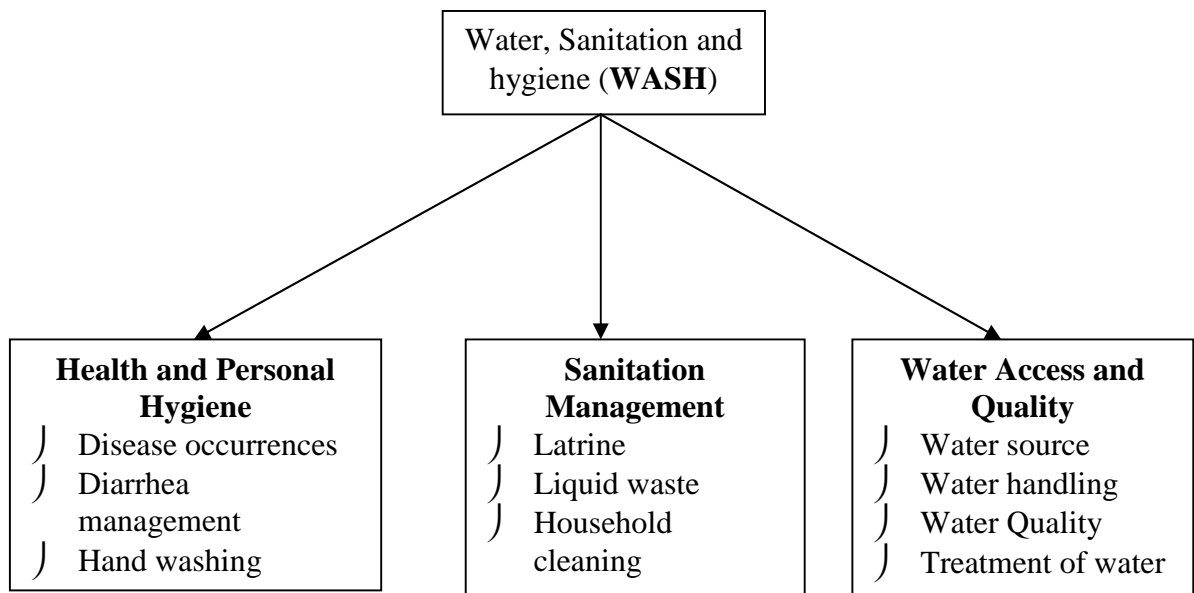 Water, Sanitation and
hygiene (WASH)
Health and Personal
Hygiene
⌡ Disease occurrences
⌡ Diarrhea
management
⌡ Hand washing
Sanitation
Management
⌡ Latrine
⌡ Liquid waste
⌡ Household
cleaning
Water Access and
Quality
⌡ Water source
⌡ Water handling
⌡ Water Quality
⌡ Treatment of water